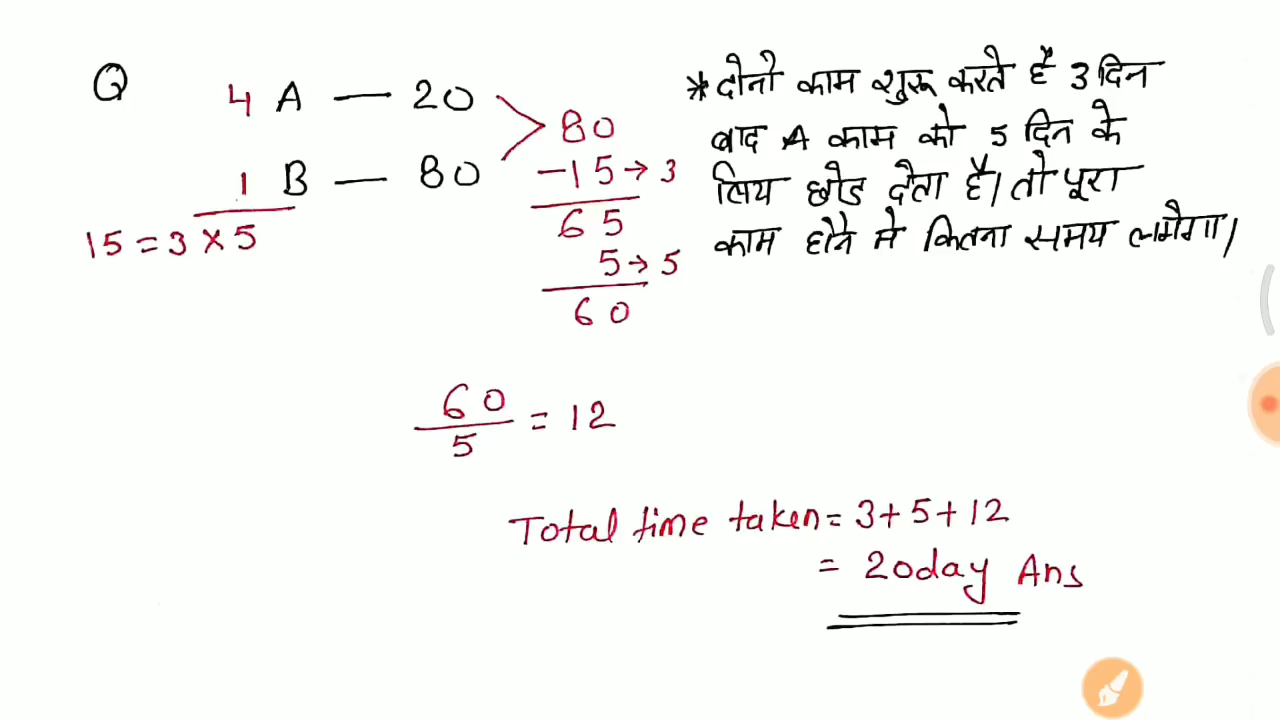 Q
4 A — 20
1 B — 80
15 = 3 × 5
80
-15→3
65
5→5
60
*दोनो काम शुरू करते है 3 दिन
बाद A काम को 5 दिन के
लिय छोड देता है। तो पूरा
काम होने मे कितना समय लगेगा।
60/5 = 12
Total time taken = 3+5+12
= 20day Ans